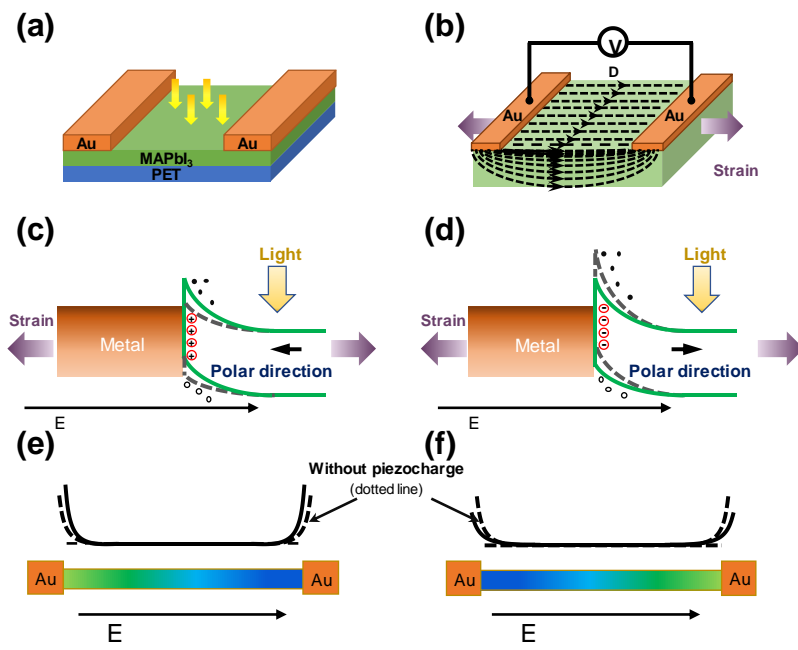 (a)
Au
Au
MAPbI₃
PET
(b)
V
D
Au
Au
Strain
(c)
Light
Strain
Metal
+
+
+
+
Polar direction
E
(d)
Light
Strain
Metal
-
-
-
-
Polar direction
E
(e)
Without piezocharge
(dotted line)
Au
Au
E
(f)
Au
Au
E